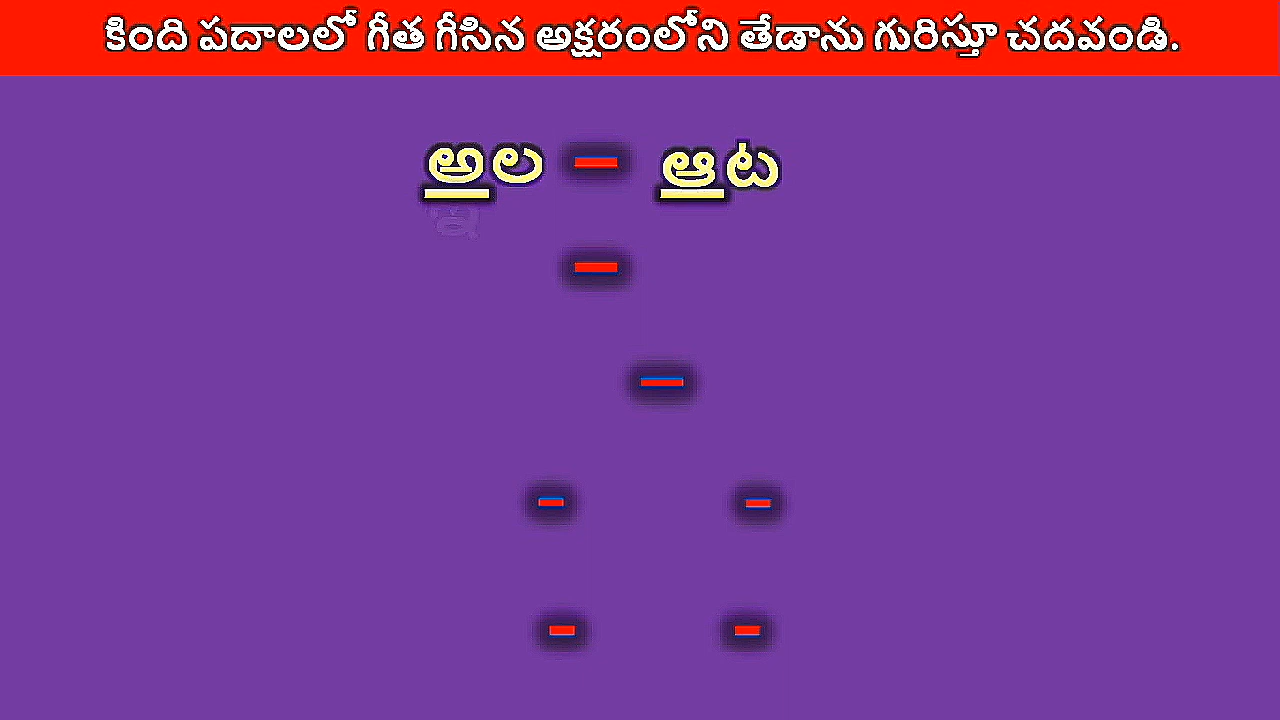 కింది పదాలలో గీత గీసిన అక్షరంలోని తేడాను గురిస్తూ చదవండి.
అల - ఆట
-
-
- -
- -